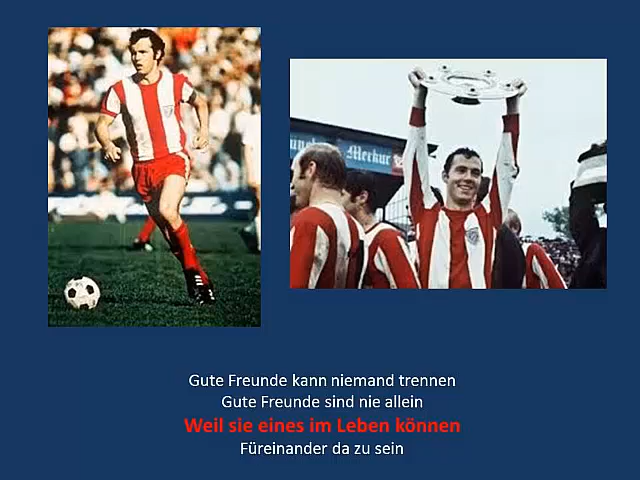 Merkur
Gute Freunde kann niemand trennen
Gute Freunde sind nie allein
Weil sie eines im Leben können
Füreinander da zu sein